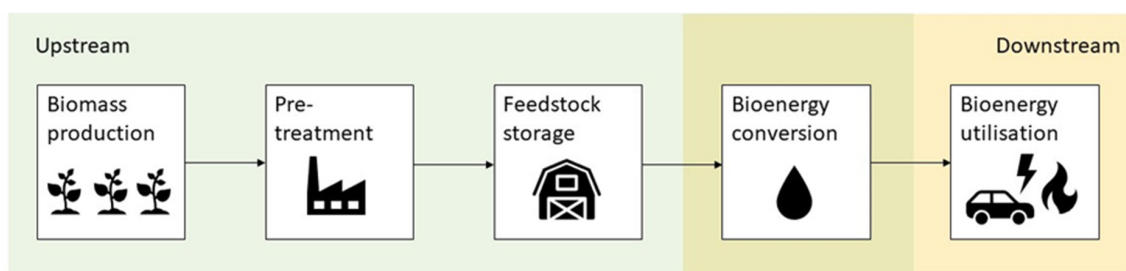 Upstream
Downstream
Biomass
production
Pre-
treatment
Feedstock
storage
Bioenergy
conversion
Bioenergy
utilisation